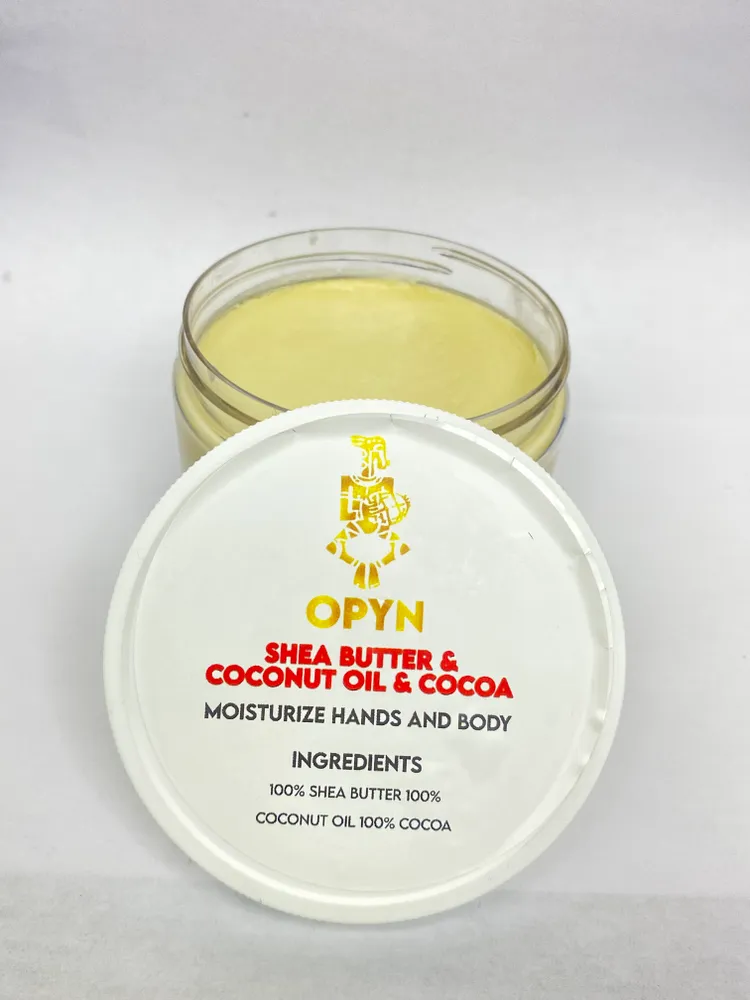 OPYN
SHEA BUTTER &
COCONUT OIL & COCOA
MOISTURIZE HANDS AND BODY
INGREDIENTS
100% SHEA BUTTER 100%
COCONUT OIL 100% COCOA